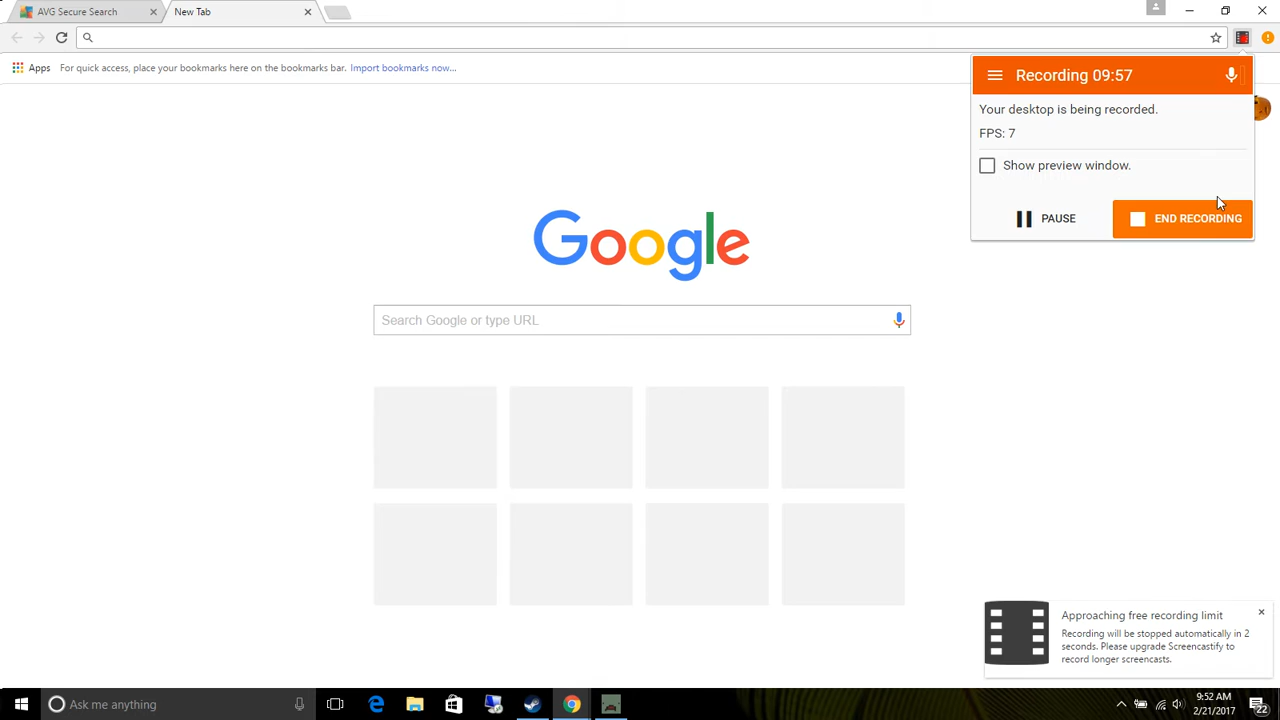 AVG Secure Search
New Tab
Apps
For quick access, place your bookmarks here on the bookmarks bar. Import bookmarks now...
Recording 09:57
Your desktop is being recorded.
FPS: 7
Show preview window.
PAUSE
END RECORDING
Google
Search Google or type URL
Approaching free recording limit
Recording will be stopped automatically in 2
seconds. Please upgrade Screencastify to
record longer screencasts.
Ask me anything
9:52 AM
2/21/2017
22